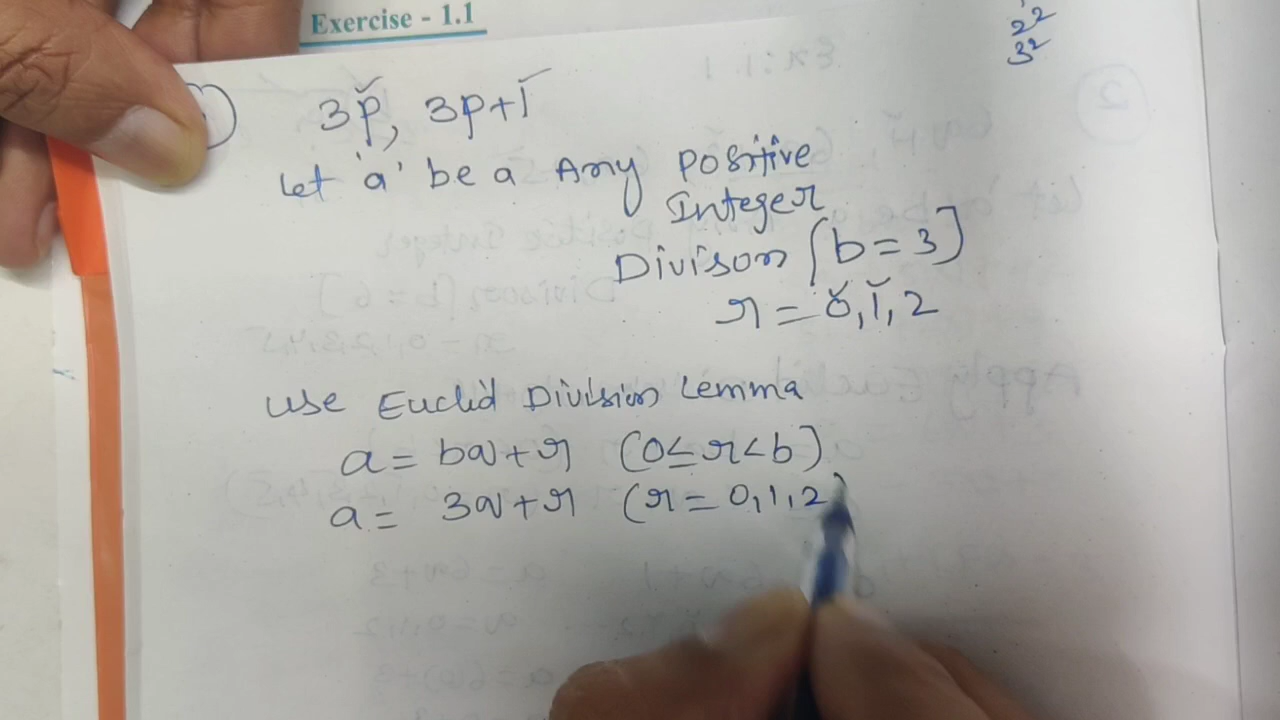 Exercise - 1.1
2²
3²
3p, 3p+1
Let 'a' be a Any positive
Integer
Divison [b=3]
r = 0,1,2
use Euclid Division Lemma
a = bq+r (0≤r<b)
a = 3q+r (r=0,1,2)